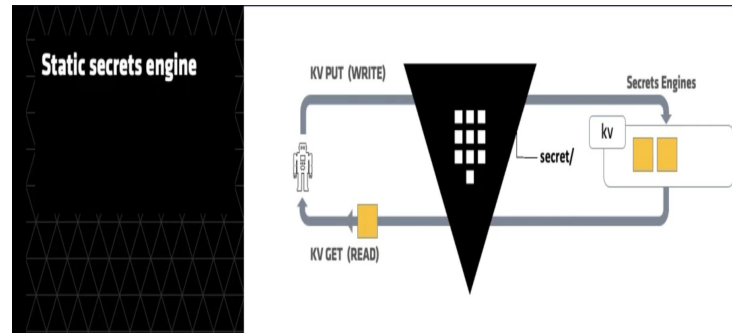 Static secrets engine
KV PUT (WRITE)
Secrets Engines
kv
secret/
KV GET (READ)